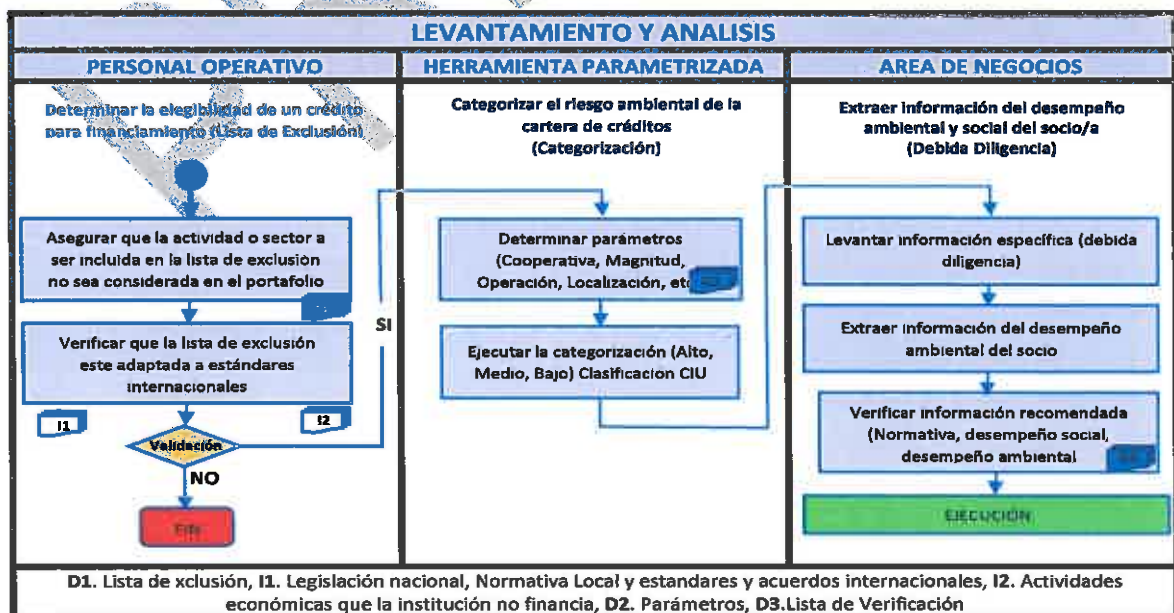 LEVANTAMIENTO Y ANALISIS
PERSONAL OPERATIVO
Determinar la elegibilidad de un crédito
para financiamiento (Lista de Exclusión)
Asegurar que la actividad o sector a
ser incluida en la lista de exclusión
no sea considerada en el portafolio
Verificar que la lista de exclusión
este adaptada a estándares
internacionales
I1
I2
Validación
SI
NO
FIN
HERRAMIENTA PARAMETRIZADA
Categorizar el riesgo ambiental de la
cartera de créditos
(Categorización)
Determinar parámetros
(Cooperativa, Magnitud,
Operación, Localización, etc
Ejecutar la categorización (Alto,
Medio, Bajo) Clasificación CIU
AREA DE NEGOCIOS
Extraer información del desempeño
ambiental y social del socio/a
(Debida Diligencia)
Levantar información específica (debida
diligencia)
Extraer información del desempeño
ambiental del socio
Verificar información recomendada
(Normativa, desempeño social,
desempeño ambiental
EJECUCIÓN
D1. Lista de xclusión, I1. Legislación nacional, Normativa Local y estandares y acuerdos internacionales, I2. Actividades
económicas que la institución no financia, D2. Parámetros, D3.Lista de Verificación